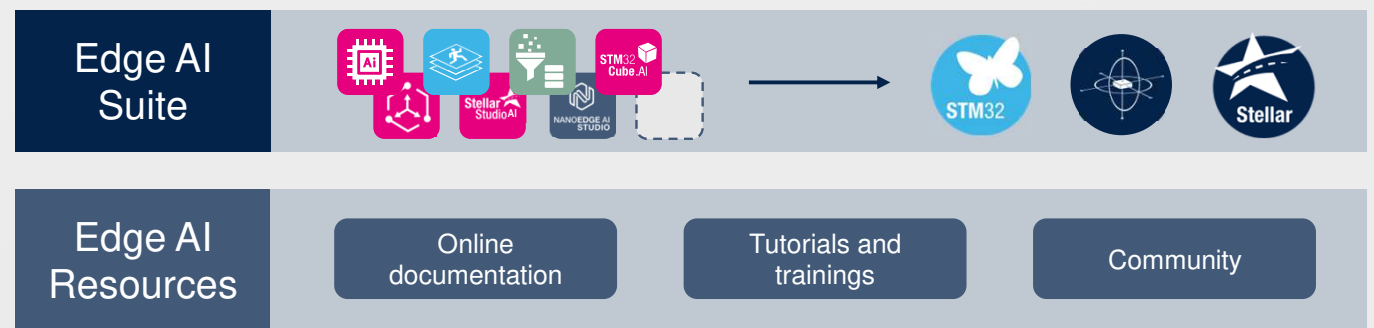 Edge AI
Suite
Ai
STM32
Cube.AI
Stellar
StudioAI
NANOEDGE AI
STUDIO
STM32
Stellar
Edge AI
Resources
Online
documentation
Tutorials and
trainings
Community